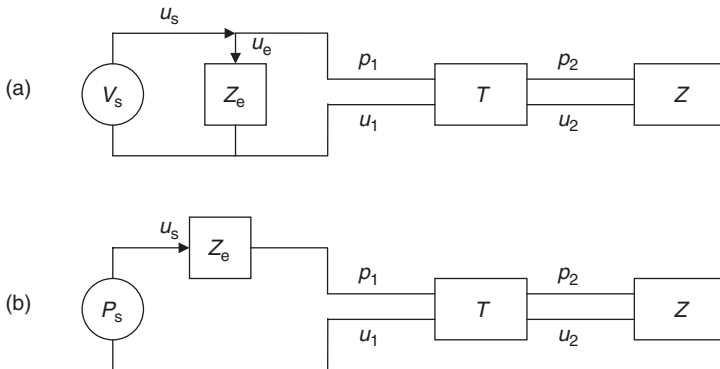 u_s
u_e
p_1 p_2
(a) V_s Z_e T Z
u_1 u_2
u_s Z_e
p_1 p_2
(b) P_s T Z
u_1 u_2